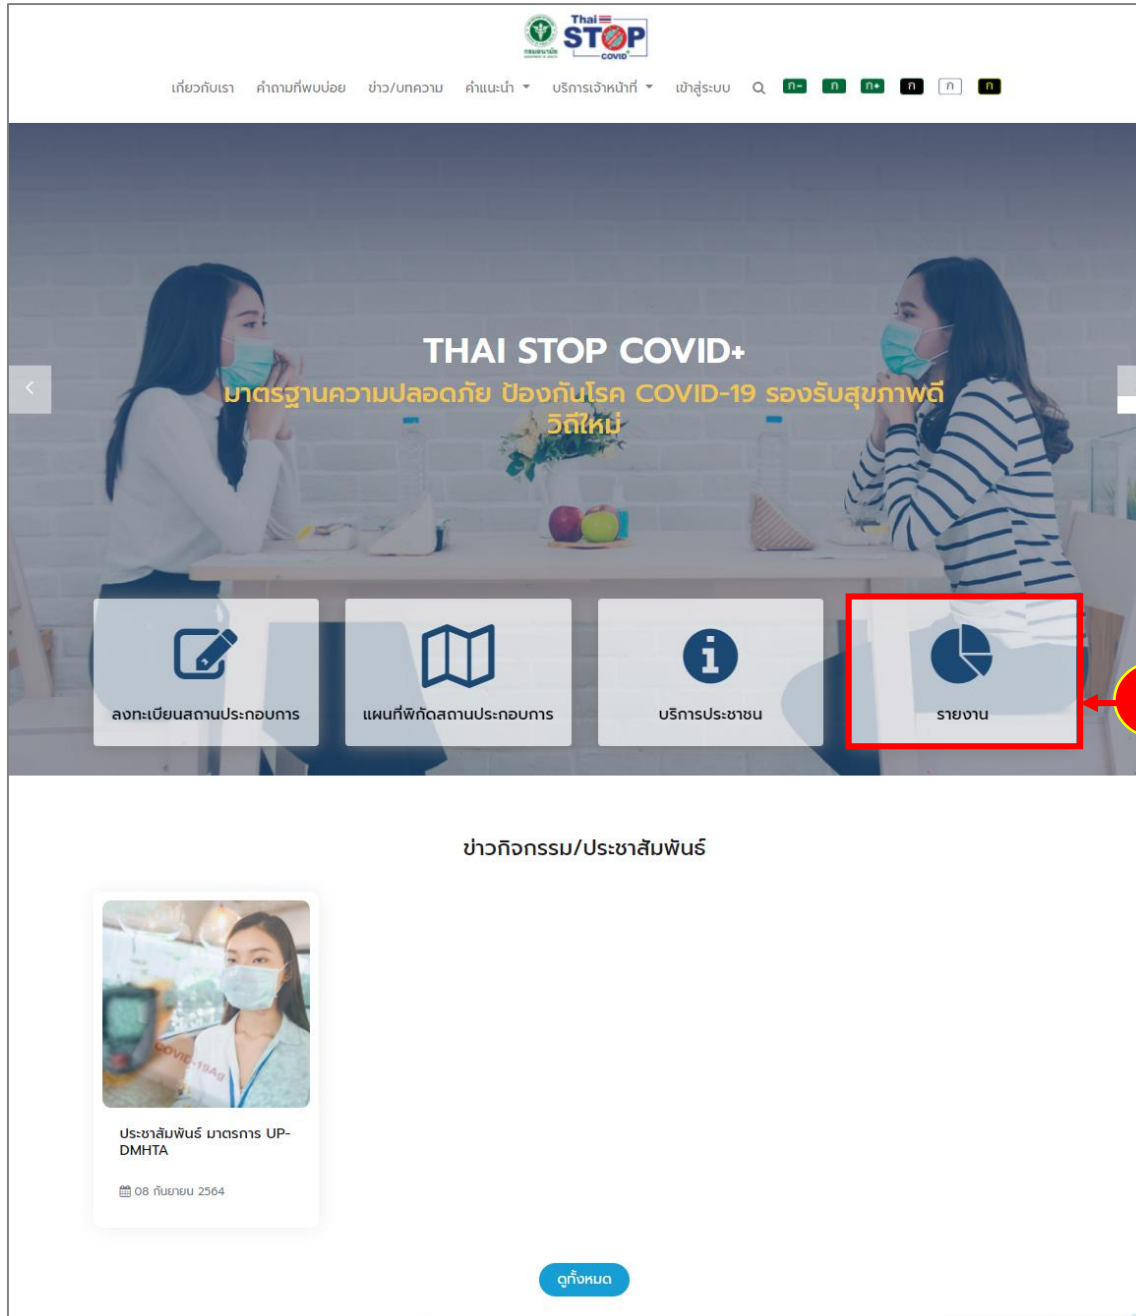 Thai
STOP
COVID+
กรมอนามัย
เกี่ยวกับเรา คำถามที่พบบ่อย ข่าว/บทความ คำแนะนำ บริการเจ้าหน้าที่ เข้าสู่ระบบ ก- ก ก+ ก ก ก
THAI STOP COVID+
มาตรฐานความปลอดภัย ป้องกันโรค COVID-19 รองรับสุขภาพดี
วิถีใหม่
ลงทะเบียนสถานประกอบการ แผนที่พิกัดสถานประกอบการ บริการประชาชน รายงาน
ข่าวกิจกรรม/ประชาสัมพันธ์
COVID-19Ag
ประชาสัมพันธ์ มาตรการ UP-
DMHTA
08 กันยายน 2564
ดูทั้งหมด